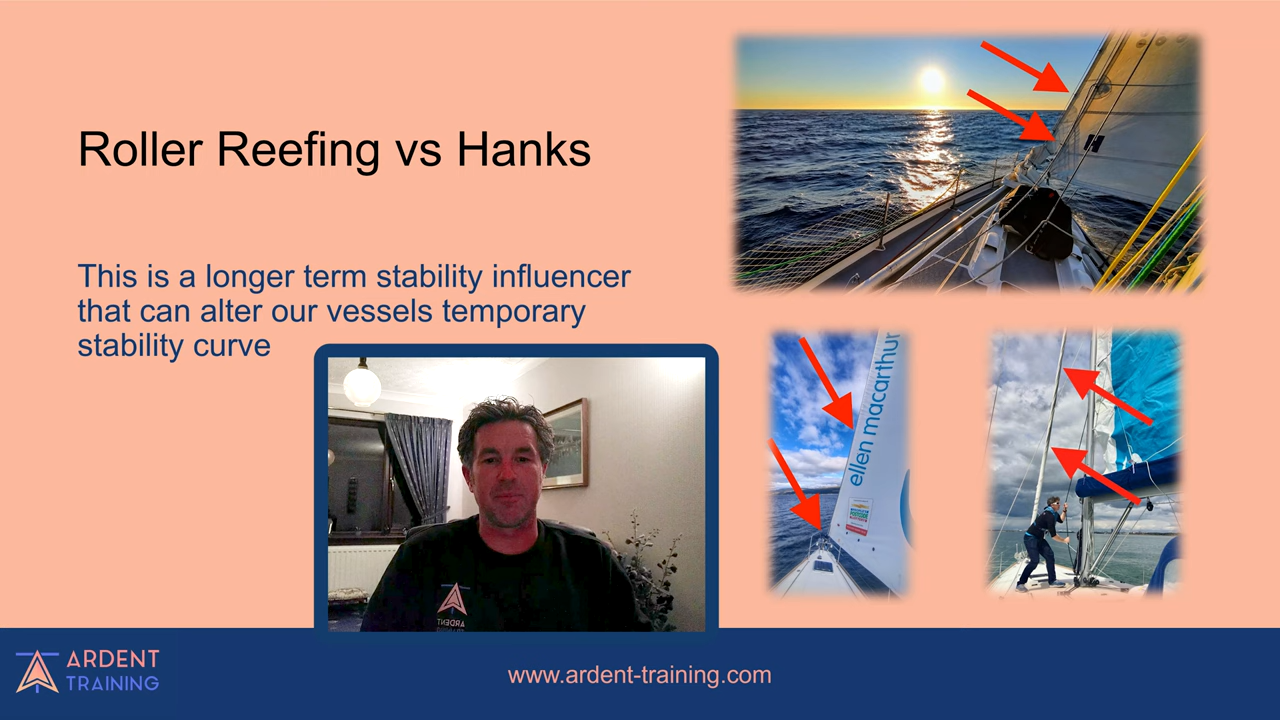 Roller Reefing vs Hanks
This is a longer term stability influencer
that can alter our vessels temporary
stability curve
ellen macarthur
ARDENT
TRAINING
www.ardent-training.com